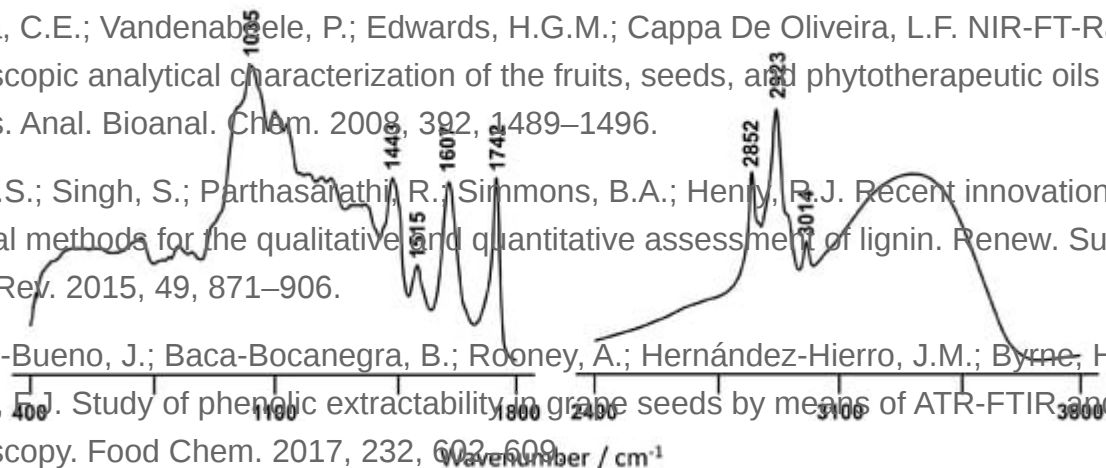 , C.E.; Vandenabeele, P.; Edwards, H.G.M.; Cappa De Oliveira, L.F. NIR-FT-R
scopic analytical characterization of the fruits, seeds, and phytotherapeutic oils
s. Anal. Bioanal. Chem. 2008, 392, 1489–1496.
.S.; Singh, S.; Parthasarathi, R.; Simmons, B.A.; Henry, R.J. Recent innovation
al methods for the qualitative and quantitative assessment of lignin. Renew. Su
Rev. 2015, 49, 871–906.
-Bueno, J.; Baca-Bocanegra, B.; Rooney, A.; Hernández-Hierro, J.M.; Byrne, H
, F.J. Study of phenolic extractability in grape seeds by means of ATR-FTIR and
scopy. Food Chem. 2017, 232, 602–609.
1035
1443
1515
1607
1742
2852
2923
3014
400 1100 1800 2400 3100 3800
Wavenumber / cm-1